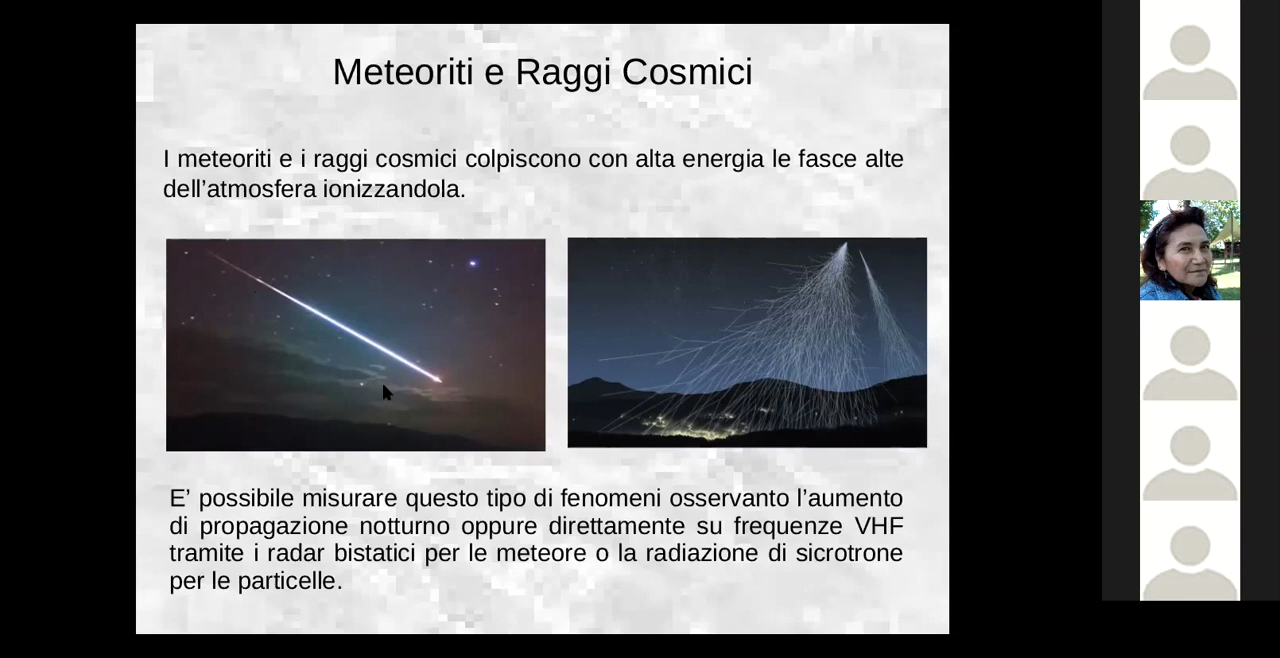 Meteoriti e Raggi Cosmici
I meteoriti e i raggi cosmici colpiscono con alta energia le fasce alte
dell’atmosfera ionizzandola.
E’ possibile misurare questo tipo di fenomeni osservanto l’aumento
di propagazione notturno oppure direttamente su frequenze VHF
tramite i radar bistatici per le meteore o la radiazione di sicrotrone
per le particelle.